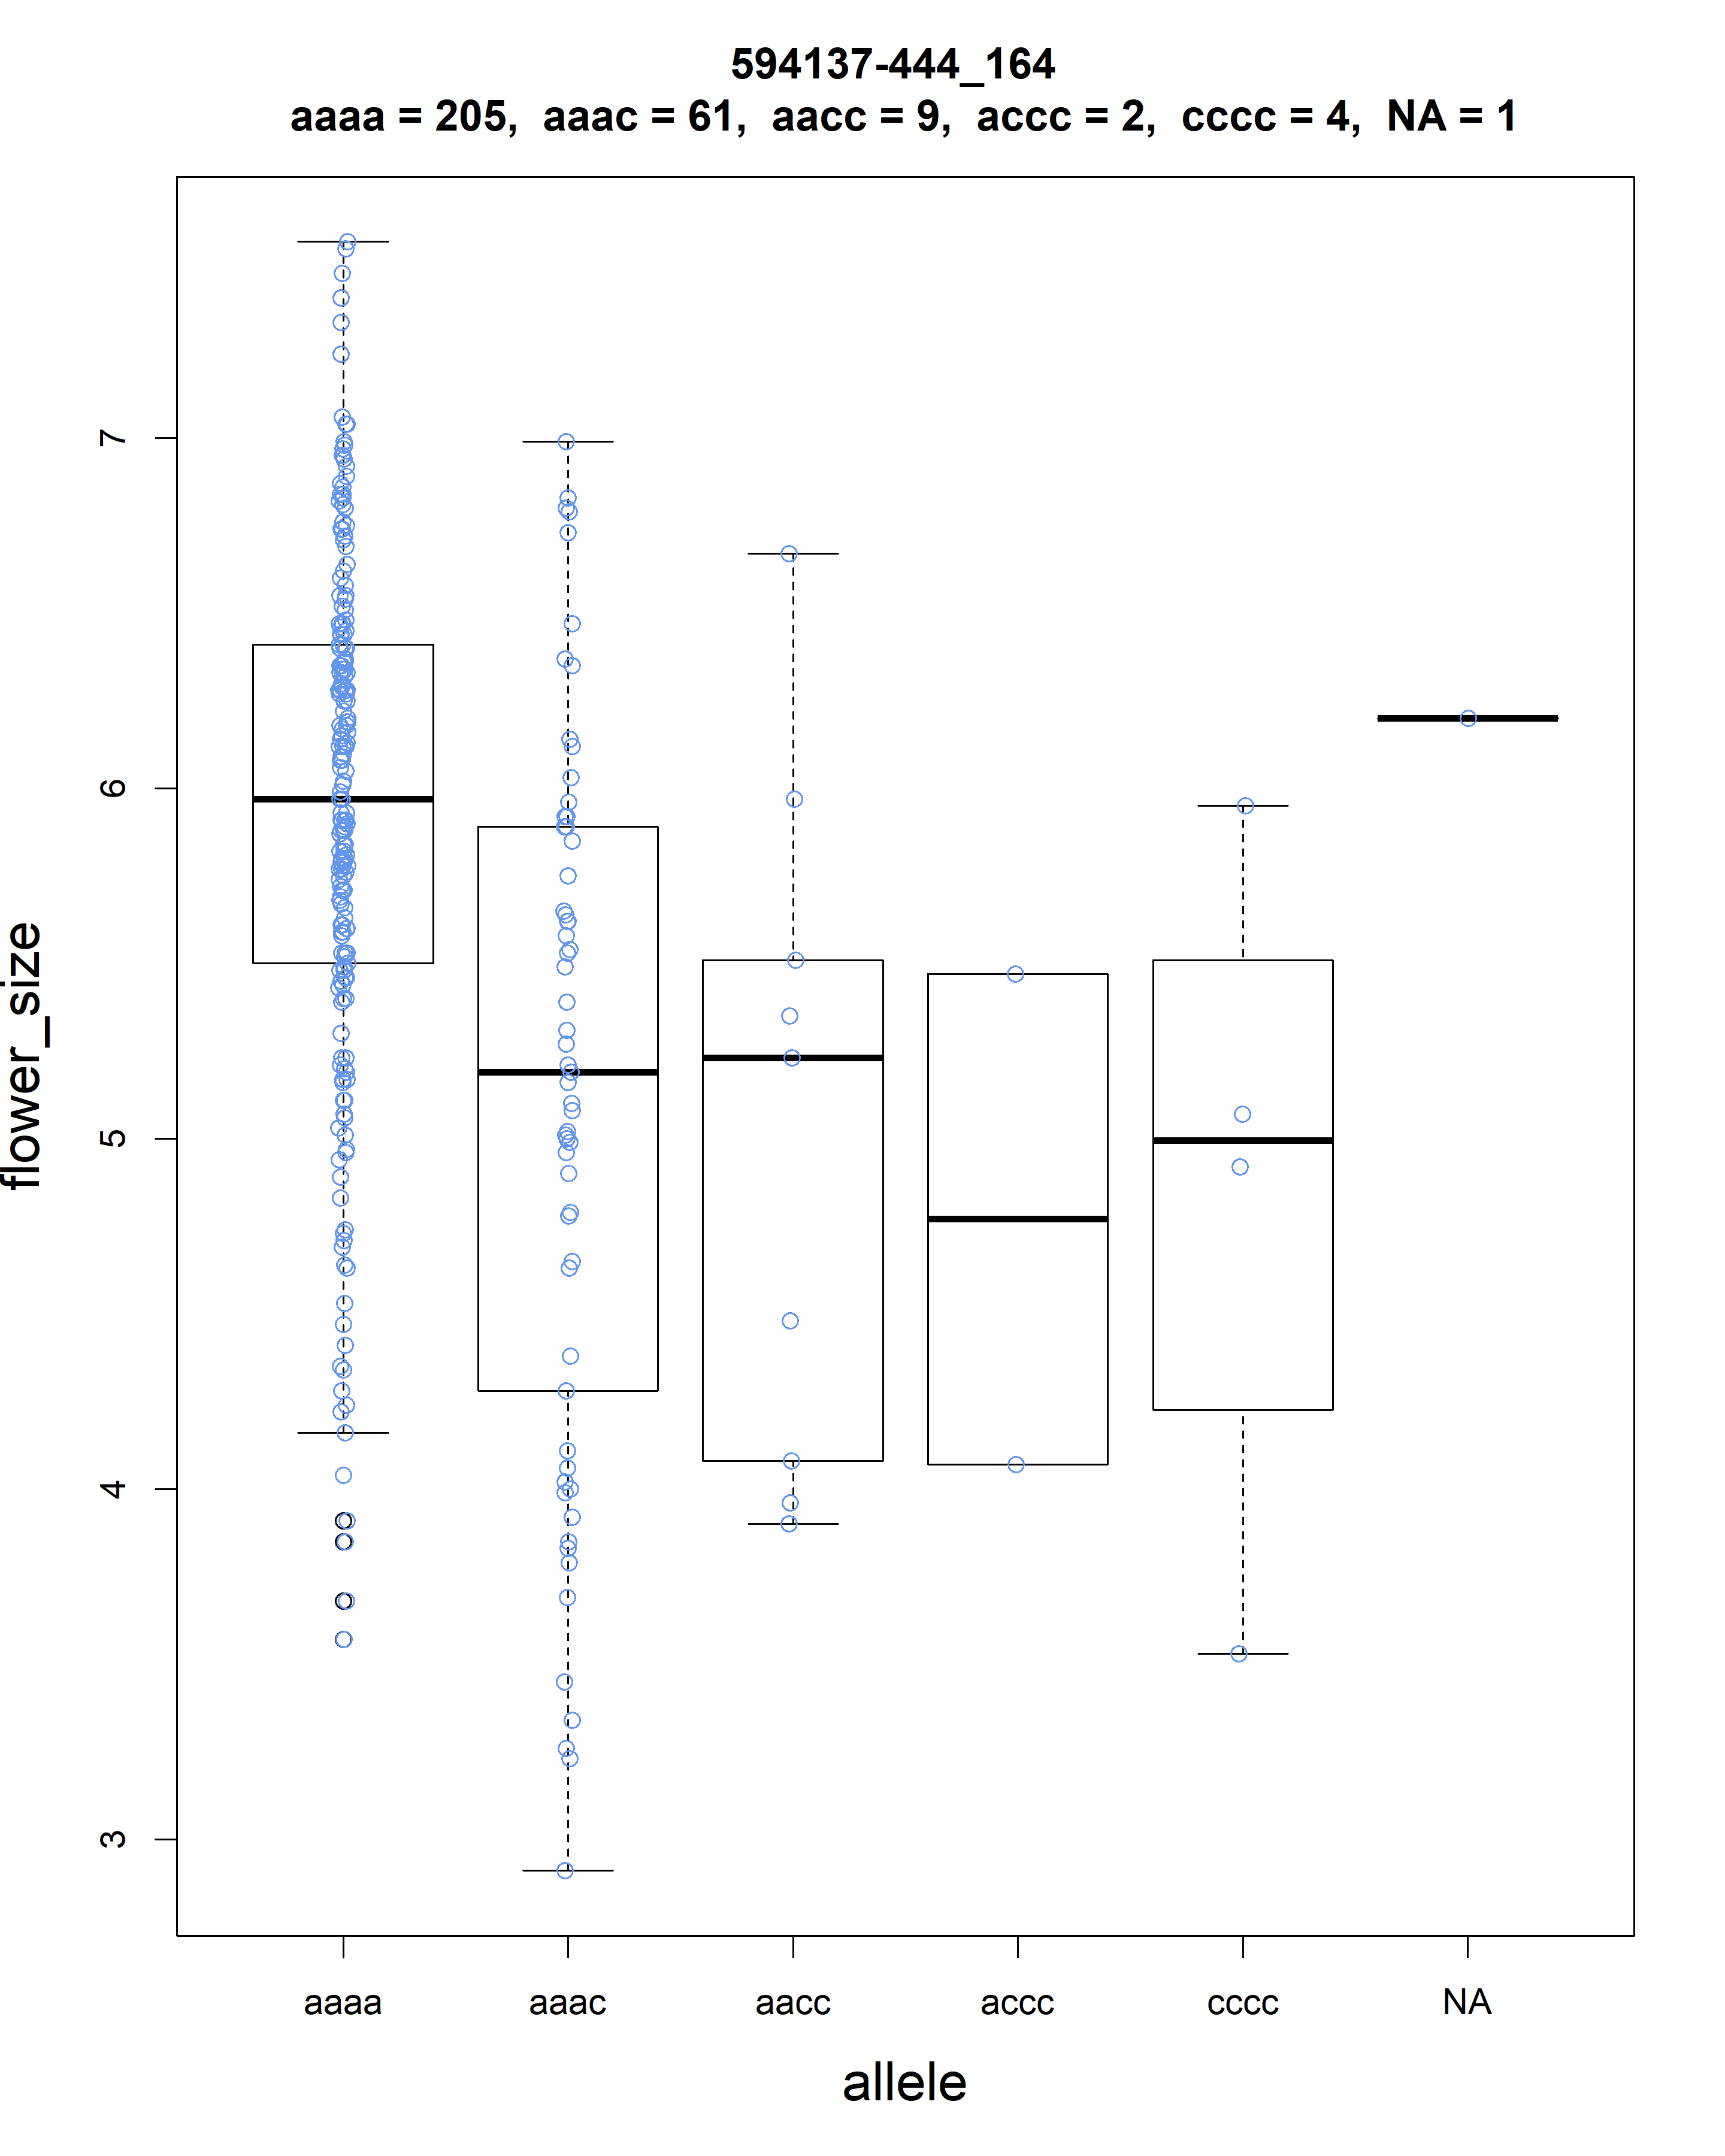 594137-444_164
aaaa = 205,  aaac = 61,  aacc = 9,  accc = 2,  cccc = 4,  NA = 1
flower_size
7
6
5
4
3
aaaa aaac aacc accc cccc NA
allele